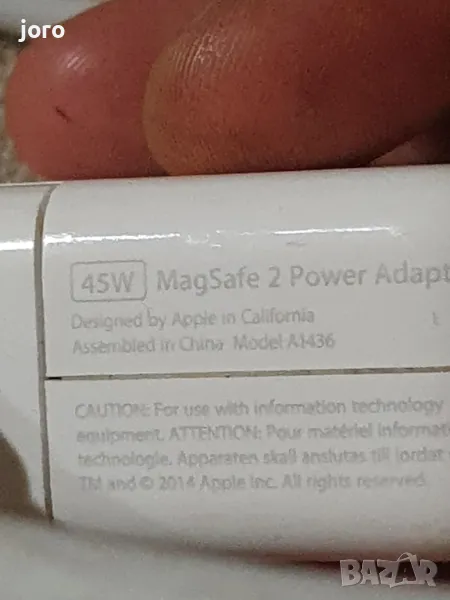 joro
45W MagSafe 2 Power Adapt
Designed by Apple in California
Assembled in China Model A1436
CAUTION: For use with information technology
equipment. ATTENTION: Pour matériel informati
technologie. Apparaten skall anslutas till jordat
TM and © 2014 Apple Inc. All rights reserved.
BAZAR